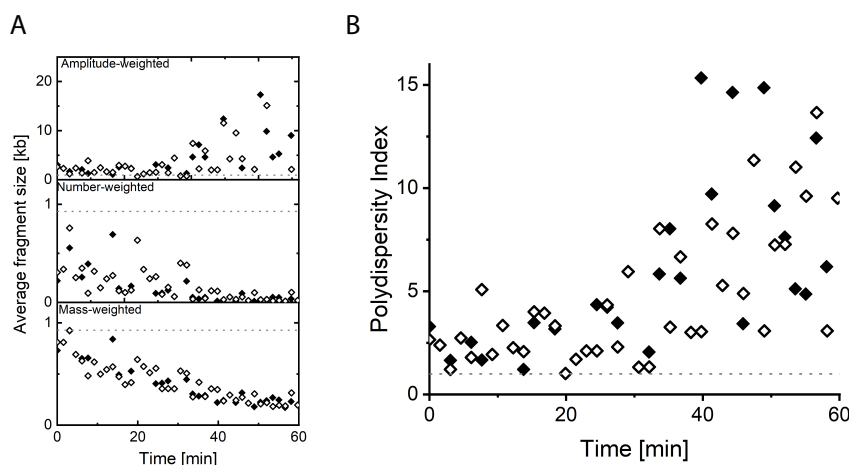 A
B
Amplitude-weighted
20
10
0
Number-weighted
1
0
Mass-weighted
1
0
0
20
40
60
Time [min]
Average fragment size [kb]
15
10
5
0
0
20
40
60
Time [min]
Polydispersity Index